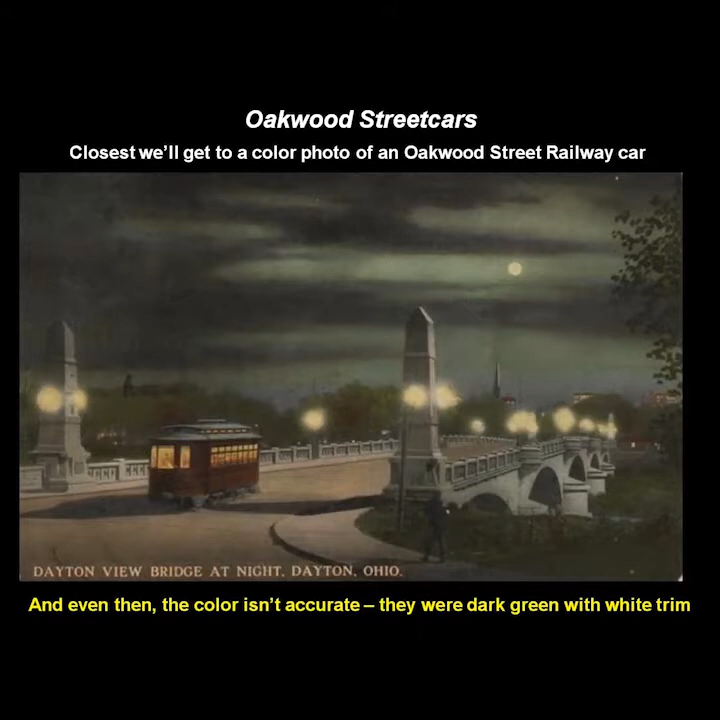 Oakwood Streetcars
Closest we'll get to a color photo of an Oakwood Street Railway car
DAYTON VIEW BRIDGE AT NIGHT, DAYTON, OHIO.
And even then, the color isn't accurate – they were dark green with white trim